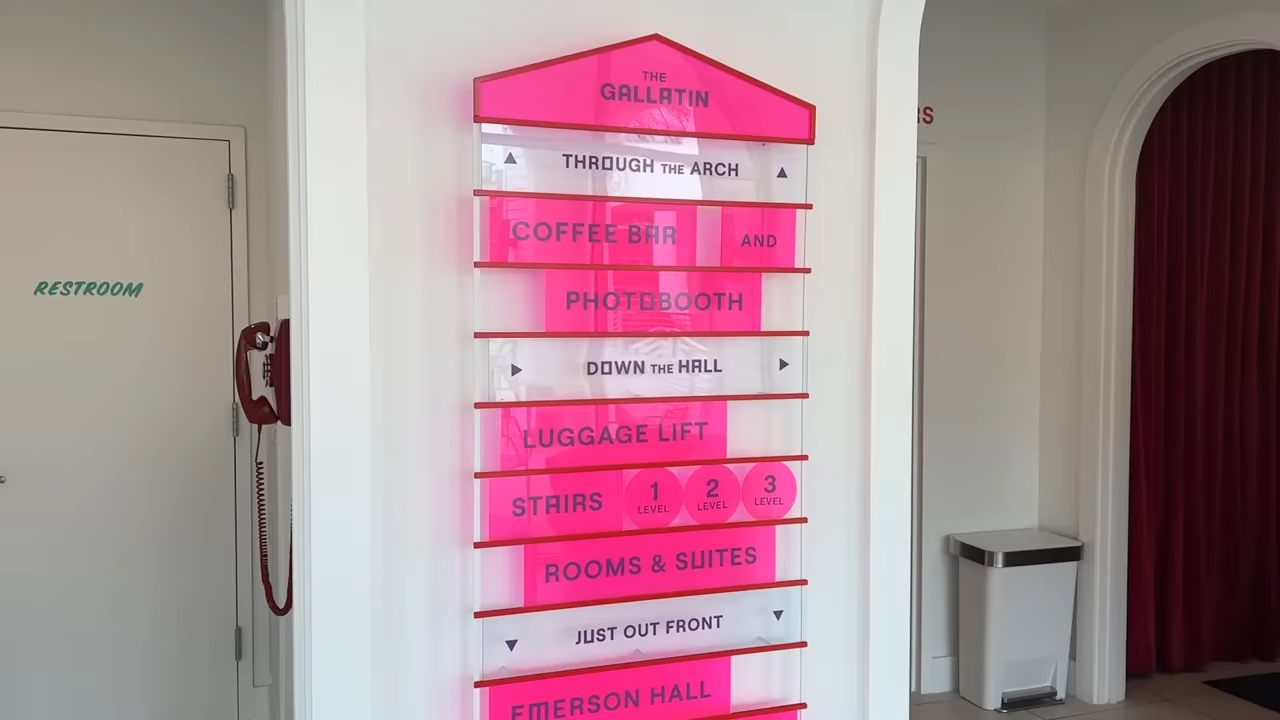 THE
GALLATIN
THROUGH THE ARCH
COFFEE BAR AND
PHOTOBOOTH
DOWN THE HALL
LUGGAGE LIFT
STAIRS 1 LEVEL 2 LEVEL 3 LEVEL
ROOMS & SUITES
JUST OUT FRONT
EMERSON HALL
RESTROOM
RS